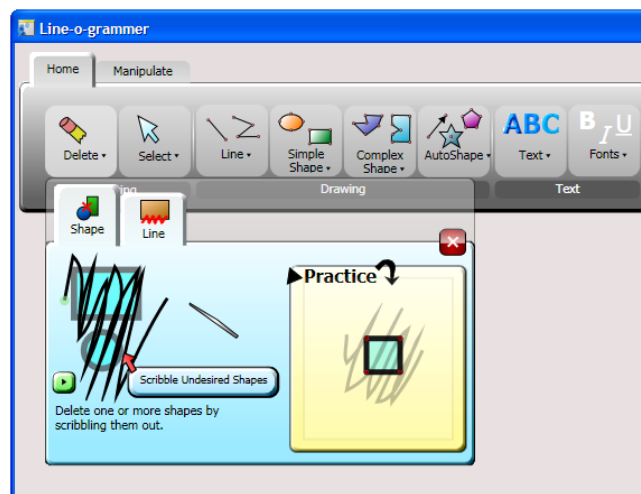 Line-o-grammer
Home Manipulate
Delete Select Line Simple Shape Complex Shape AutoShape ABC Text B I U Fonts
Drawing Text
Shape Line
Practice
Scribble Undesired Shapes
Delete one or more shapes by
scribbling them out.